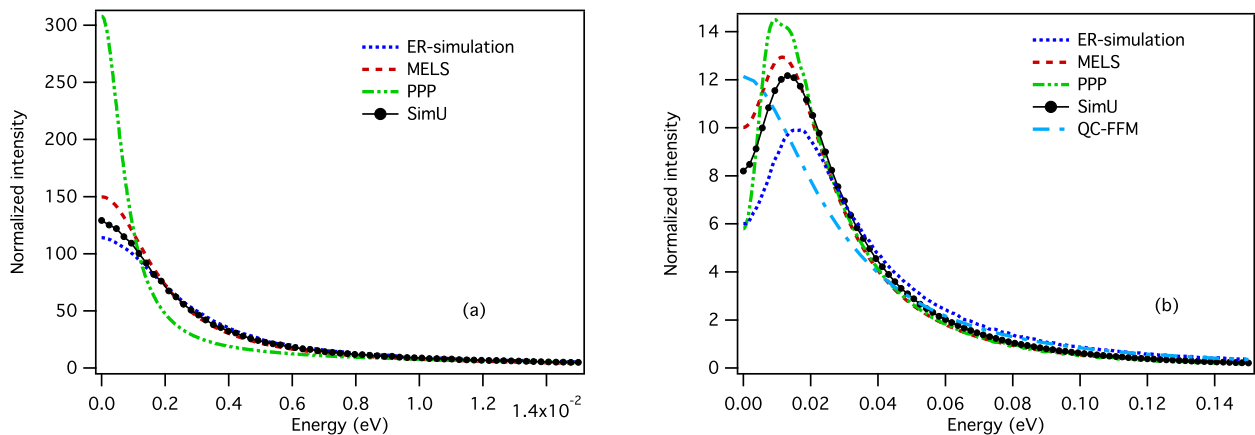 300
250
200
150
100
50
0
Normalized intensity
ER-simulation
MELS
PPP
SimU
(a)
0.0 0.2 0.4 0.6 0.8 1.0 1.2 1.4x10-2
Energy (eV)
14
12
10
8
6
4
2
0
Normalized intensity
ER-simulation
MELS
PPP
SimU
QC-FFM
(b)
0.00 0.02 0.04 0.06 0.08 0.10 0.12 0.14
Energy (eV)